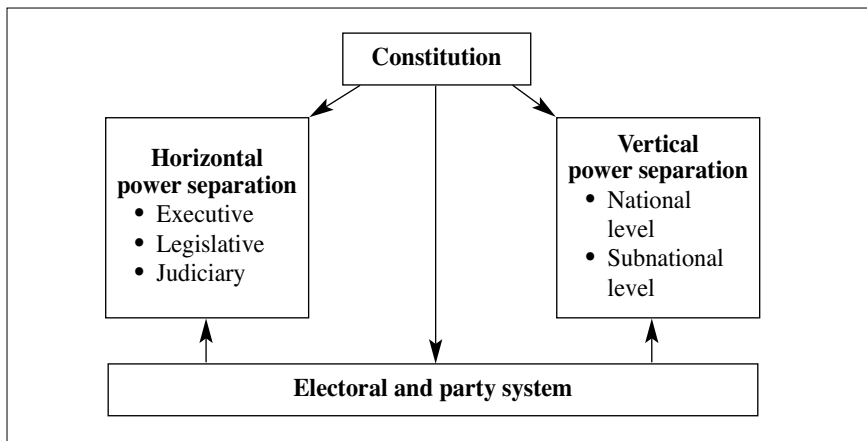 Constitution
Horizontal
power separation
• Executive
• Legislative
• Judiciary
Vertical
power separation
• National
level
• Subnational
level
Electoral and party system